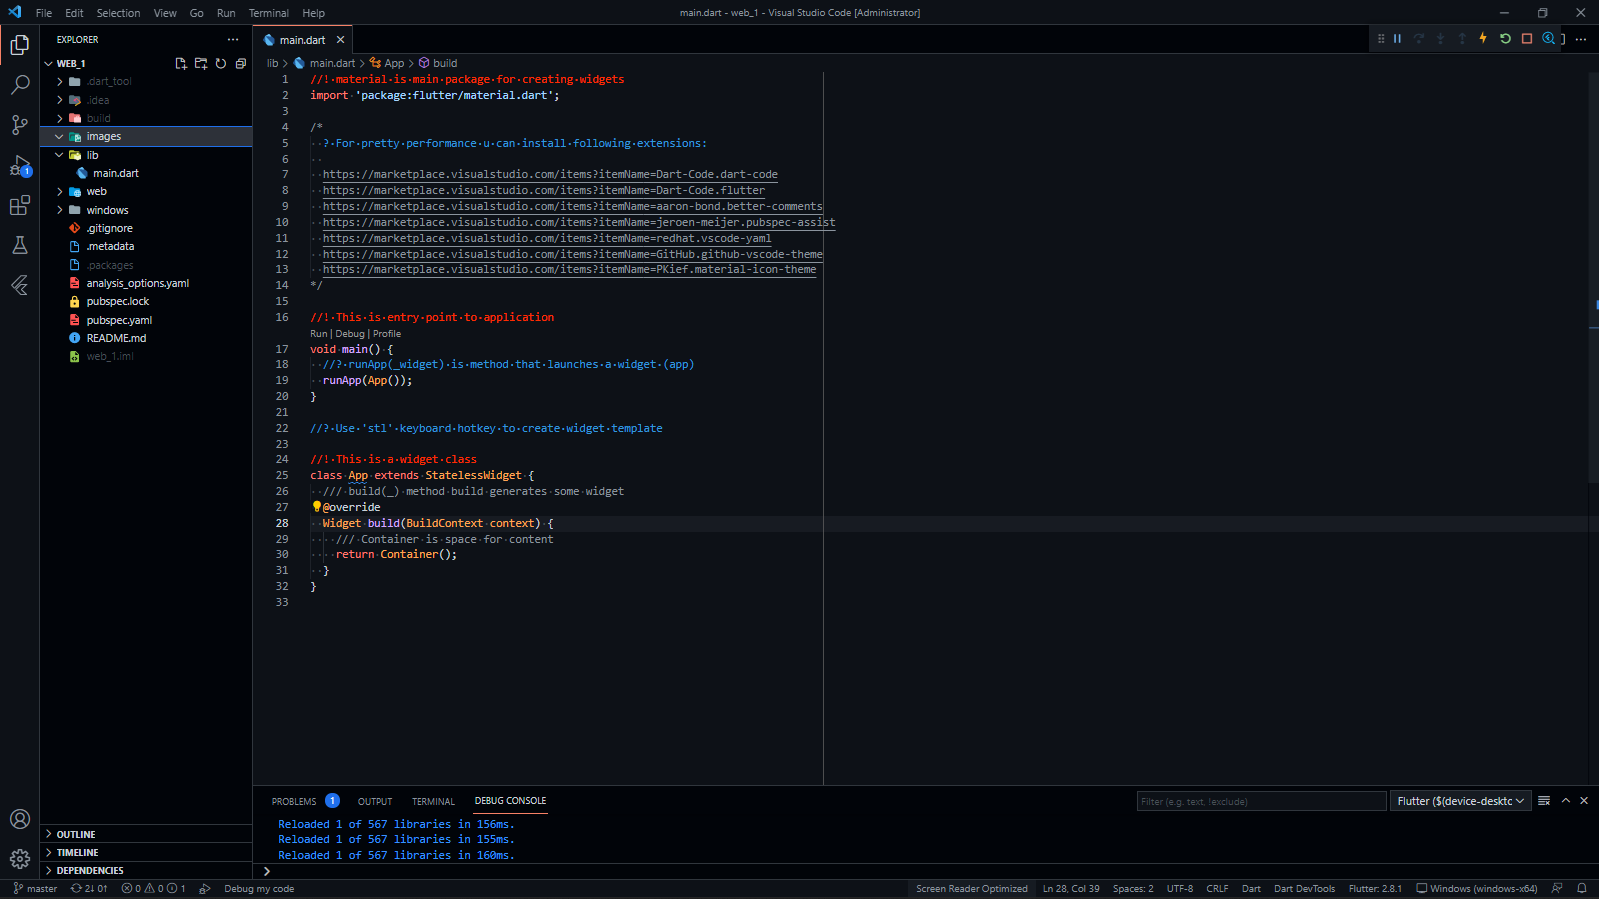 File Edit Selection View Go Run Terminal Help
main.dart - web_1 - Visual Studio Code [Administrator]
EXPLORER
WEB_1
.dart_tool
.idea
build
images
lib
main.dart
web
windows
.gitignore
.metadata
.packages
analysis_options.yaml
pubspec.lock
pubspec.yaml
README.md
web_1.iml
OUTLINE
TIMELINE
DEPENDENCIES
1
main.dart
lib > main.dart > App > build
1 //! material is main package for creating widgets
2 import 'package:flutter/material.dart';
3
4 /*
5 ? For pretty performance u can install following extensions:
6
7 https://marketplace.visualstudio.com/items?itemName=Dart-Code.dart-code
8 https://marketplace.visualstudio.com/items?itemName=Dart-Code.flutter
9 https://marketplace.visualstudio.com/items?itemName=aaron-bond.better-comments
10 https://marketplace.visualstudio.com/items?itemName=jeroen-meijer.pubspec-assist
11 https://marketplace.visualstudio.com/items?itemName=redhat.vscode-yaml
12 https://marketplace.visualstudio.com/items?itemName=GitHub.github-vscode-theme
13 https://marketplace.visualstudio.com/items?itemName=PKief.material-icon-theme
14 */
15
16 //! This is entry point to application
Run | Debug | Profile
17 void main() {
18 //? runApp(_widget) is method that launches a widget (app)
19 runApp(App());
20 }
21
22 //? Use 'stl' keyboard hotkey to create widget template
23
24 //! This is a widget class
25 class App extends StatelessWidget {
26 /// build(_) method build generates some widget
27 @override
28 Widget build(BuildContext context) {
29 /// Container is space for content
30 return Container();
31 }
32 }
33
PROBLEMS 1 OUTPUT TERMINAL DEBUG CONSOLE
Filter (e.g. text, !exclude)
Flutter ($(device-desktc
Reloaded 1 of 567 libraries in 156ms.
Reloaded 1 of 567 libraries in 155ms.
Reloaded 1 of 567 libraries in 160ms.
>
master 2↓ 0↑ 0 0 1 Debug my code
Screen Reader Optimized Ln 28, Col 39 Spaces: 2 UTF-8 CRLF Dart Dart DevTools Flutter: 2.8.1 Windows (windows-x64)